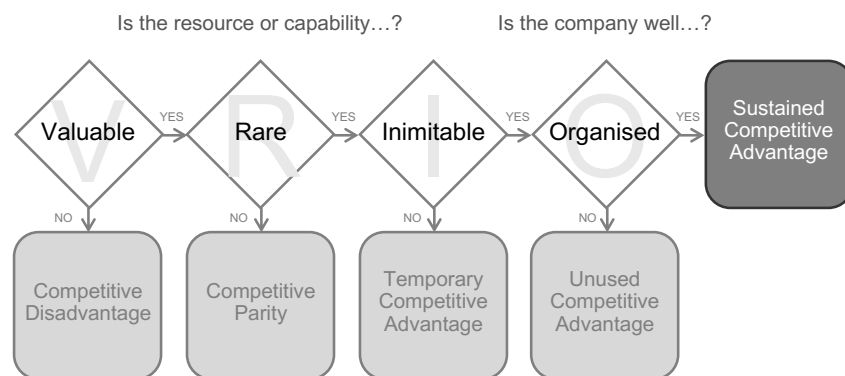 Is the resource or capability…?
Is the company well…?
V
Valuable
YES
R
Rare
YES
I
Inimitable
YES
O
Organised
YES
Sustained
Competitive
Advantage
NO
NO
NO
NO
Competitive
Disadvantage
Competitive
Parity
Temporary
Competitive
Advantage
Unused
Competitive
Advantage